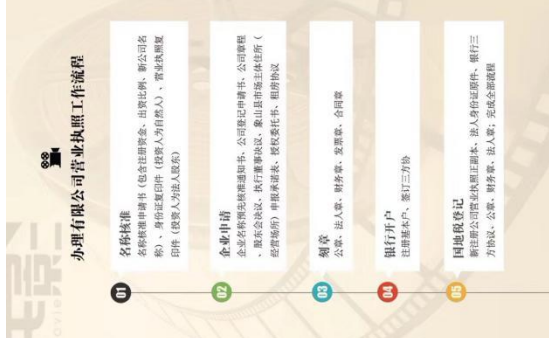 办理有限公司营业执照工作流程
01
名称核准
名称核准申请书（包含注册资金、出资比例、新公司名
称）、身份证复印件（投资人为自然人）、营业执照复
印件（投资人为法人股东）
02
企业申请
企业名称预先核准通知书、公司登记申请书、公司章程
、股东会决议、执行董事决议、象山县市场主体住所（
经营场所）申报承诺表、授权委托书、租房协议
03
刻章
公章、法人章、财务章、发票章、合同章
04
银行开户
注册基本户、签订三方协
05
国地税登记
新注册公司营业执照正副本、法人身份证原件、银行三
方协议、公章、财务章、法人章；完成全部流程